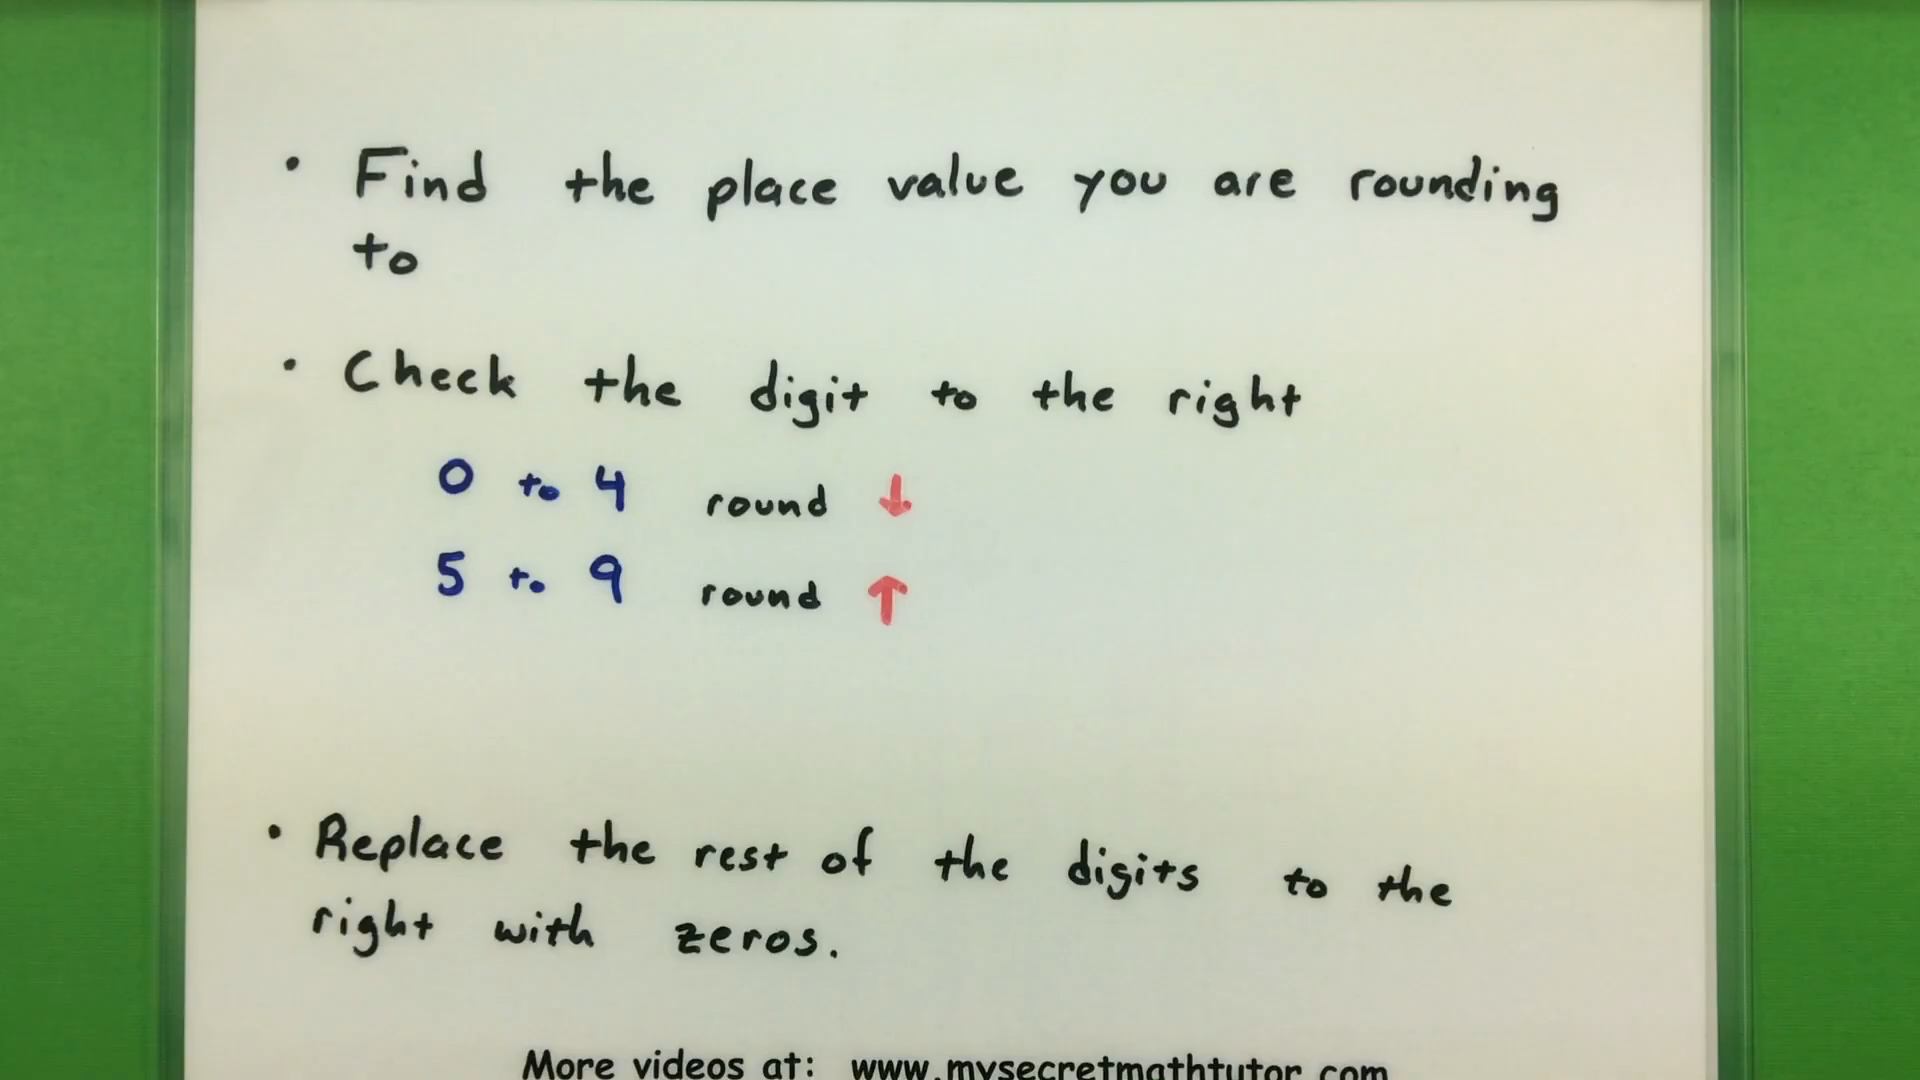 • Find the place value you are rounding
to
• Check the digit to the right
0 to 4 round ↓
5 to 9 round ↑
• Replace the rest of the digits to the
right with zeros.
More videos at: www.mysecretmathtutor.com